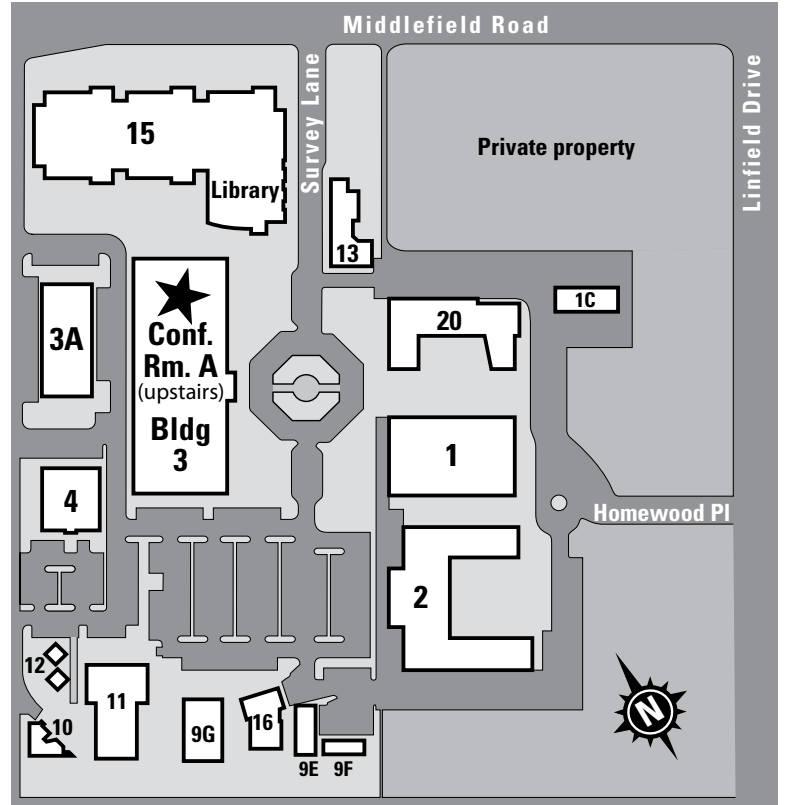 Middlefield Road
Survey Lane
Linfield Drive
15
Library
Private property
13
1C
3A
Conf.
Rm. A
(upstairs)
Bldg
3
20
1
4
Homewood Pl
2
12
10
11
9G
16
9E
9F
N